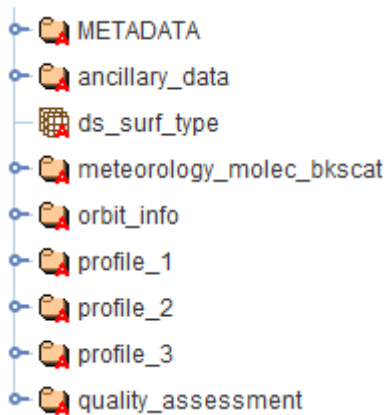 METADATA
ancillary_data
ds_surf_type
meteorology_molec_bkscat
orbit_info
profile_1
profile_2
profile_3
quality_assessment